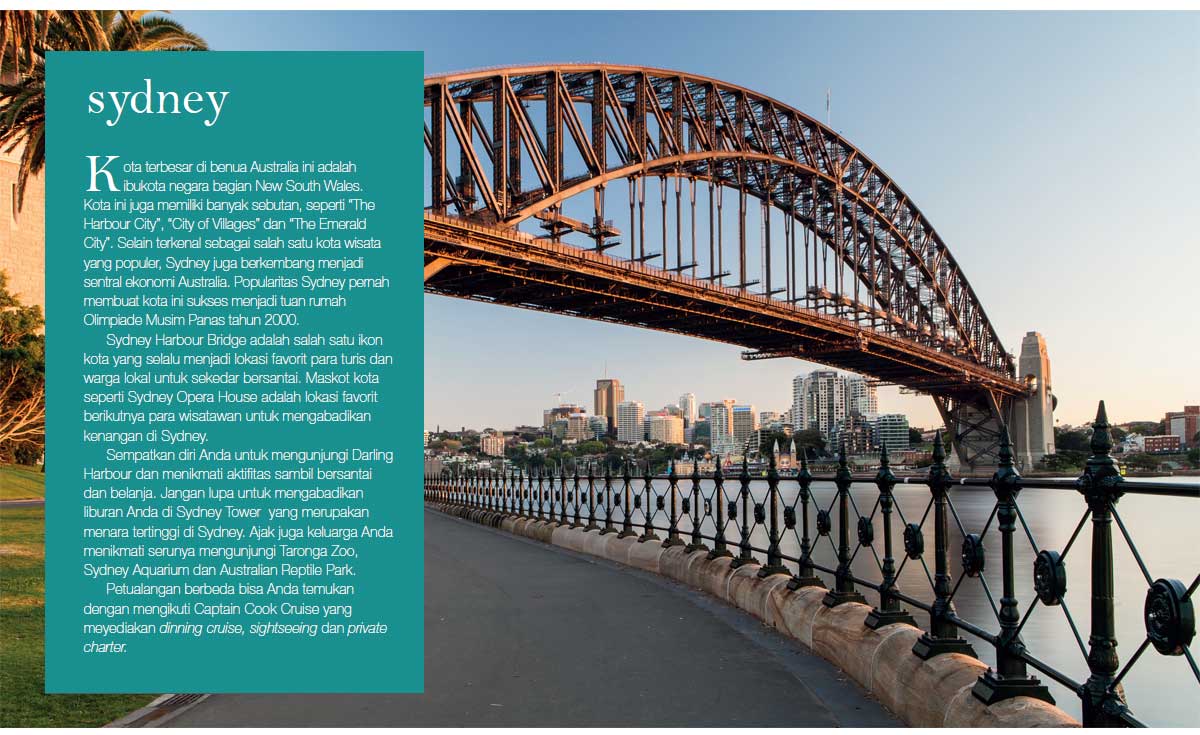 sydney
Kota terbesar di benua Australia ini adalah
ibukota negara bagian New South Wales.
Kota ini juga memiliki banyak sebutan, seperti "The
Harbour City", "City of Villages" dan "The Emerald
City". Selain terkenal sebagai salah satu kota wisata
yang populer, Sydney juga berkembang menjadi
sentral ekonomi Australia. Popularitas Sydney pernah
membuat kota ini sukses menjadi tuan rumah
Olimpiade Musim Panas tahun 2000.
Sydney Harbour Bridge adalah salah satu ikon
kota yang selalu menjadi lokasi favorit para turis dan
warga lokal untuk sekedar bersantai. Maskot kota
seperti Sydney Opera House adalah lokasi favorit
berikutnya para wisatawan untuk mengabadikan
kenangan di Sydney.
Sempatkan diri Anda untuk mengunjungi Darling
Harbour dan menikmati aktifitas sambil bersantai
dan belanja. Jangan lupa untuk mengabadikan
liburan Anda di Sydney Tower yang merupakan
menara tertinggi di Sydney. Ajak juga keluarga Anda
menikmati serunya mengunjungi Taronga Zoo,
Sydney Aquarium dan Australian Reptile Park.
Petualangan berbeda bisa Anda temukan
dengan mengikuti Captain Cook Cruise yang
meyediakan dinning cruise, sightseeing dan private
charter.